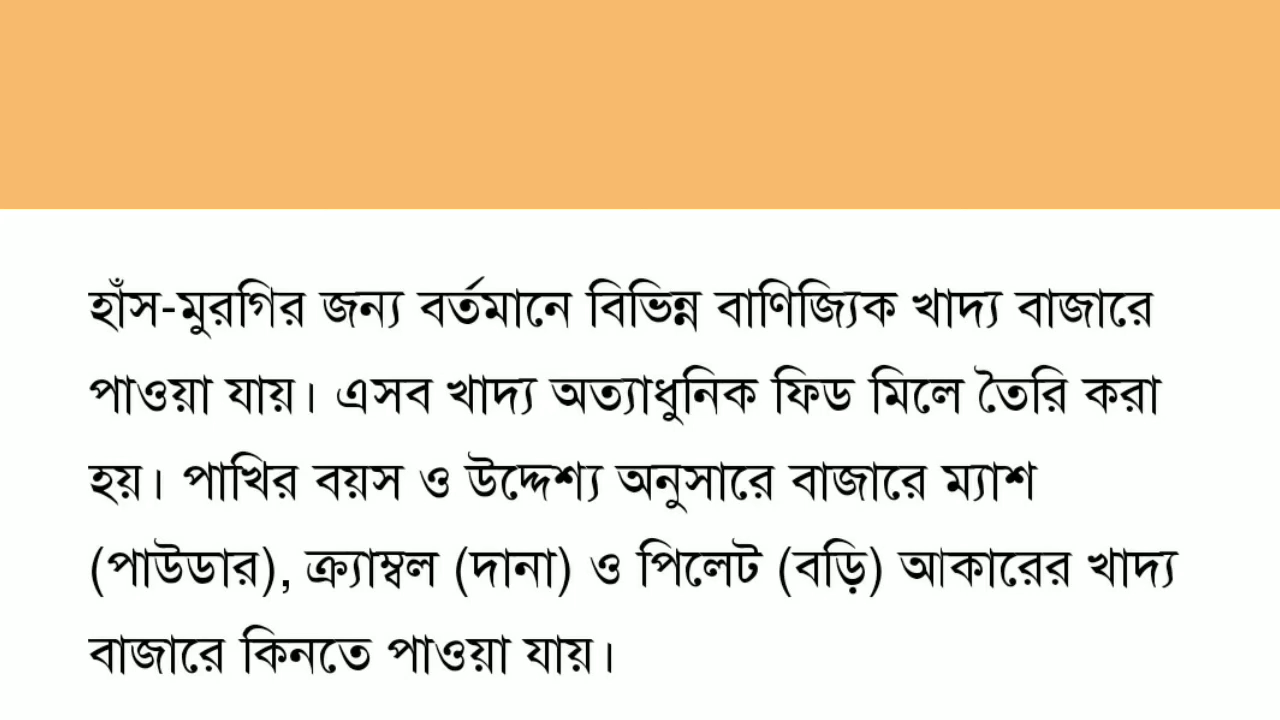 হাঁস-মুরগির জন্য বর্তমানে বিভিন্ন বাণিজ্যিক খাদ্য বাজারে
পাওয়া যায়। এসব খাদ্য অত্যাধুনিক ফিড মিলে তৈরি করা
হয়। পাখির বয়স ও উদ্দেশ্য অনুসারে বাজারে ম্যাশ
(পাউডার), ক্র্যাম্বল (দানা) ও পিলেট (বড়ি) আকারের খাদ্য
বাজারে কিনতে পাওয়া যায়।